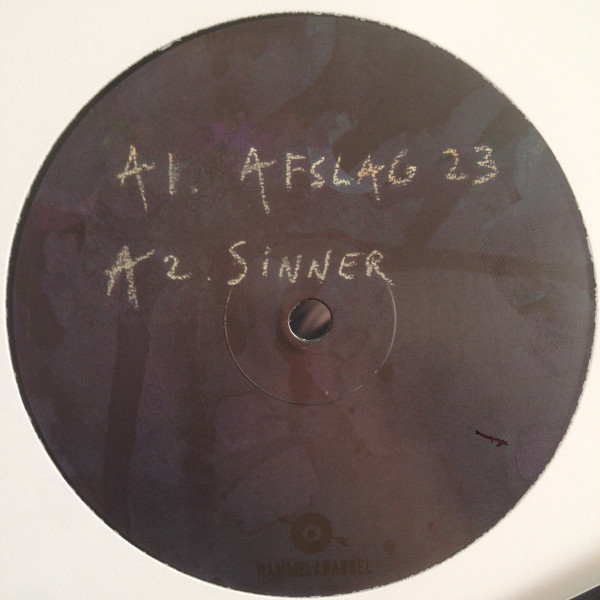 A1. AFSLAG 23
A2. SINNER
RAMMEL&BABBEL